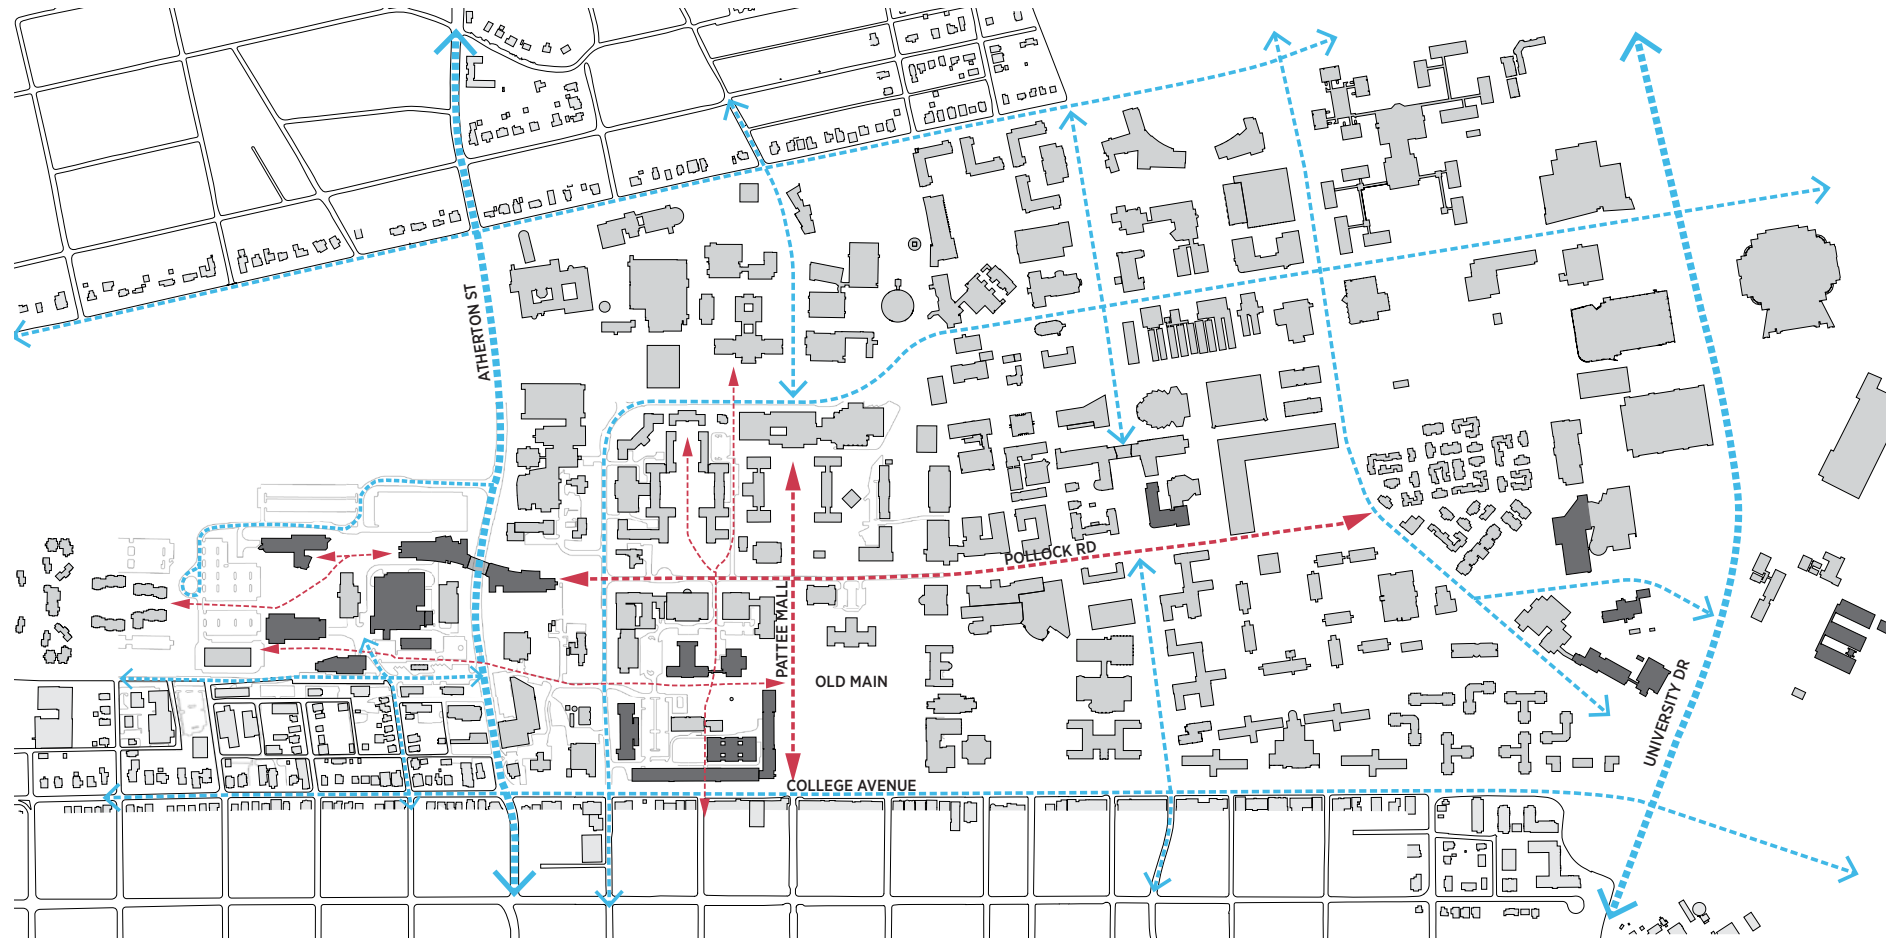 ATHERTON ST
POLLOCK RD
PATTEE MALL
OLD MAIN
UNIVERSITY DR
COLLEGE AVENUE